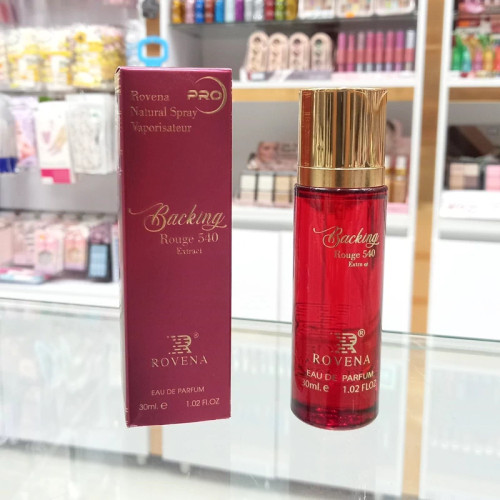 Rovena PRO
Natural Spray
Vaporisateur
Backing
Rouge 540
Extract
R®
ROVENA
EAU DE PARFUM
30ml. e 1.02 FL.OZ
Backing
Rouge 540
R®
ROVENA
EAU DE PARFUM
30ml. e 1.02 FL.OZ